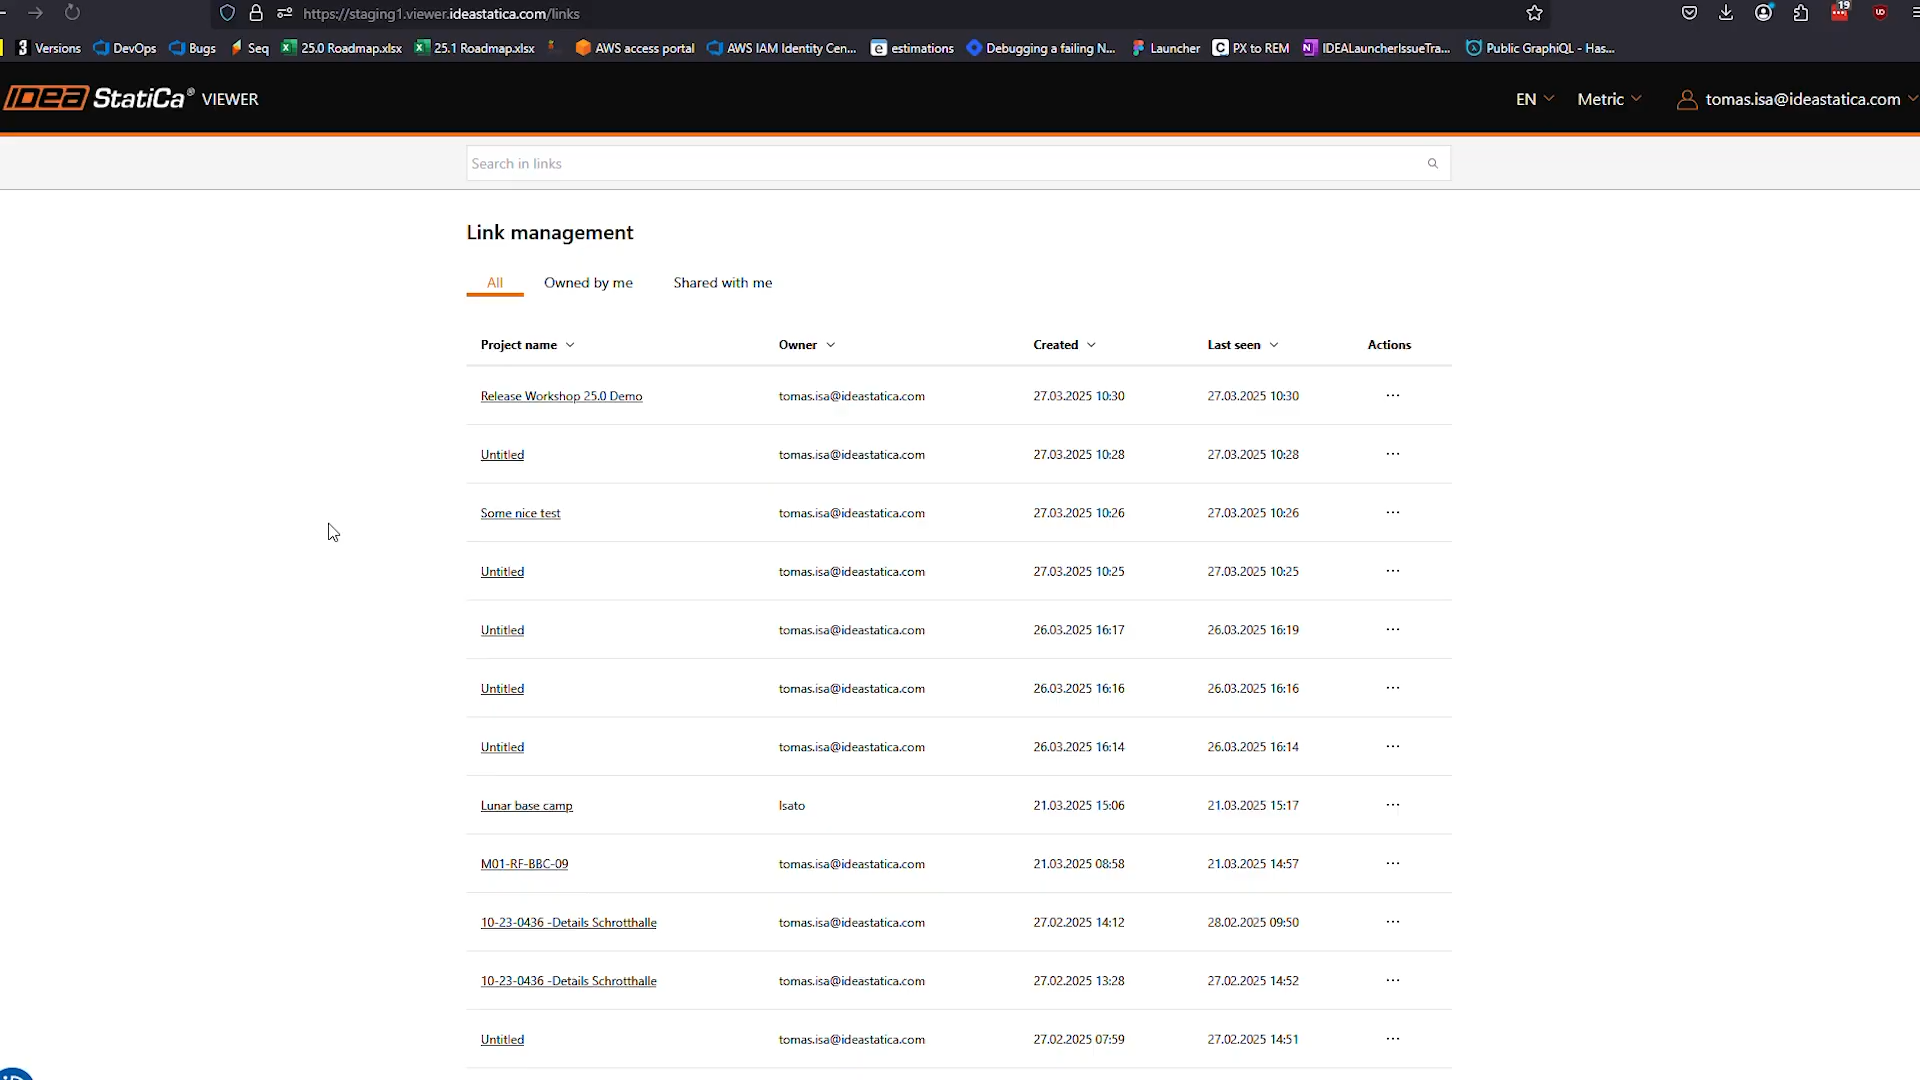 https://staging1.viewer.ideastatica.com/links
19
Versions DevOps Bugs Seq 25.0 Roadmap.xlsx 25.1 Roadmap.xlsx AWS access portal AWS IAM Identity Cen... estimations Debugging a failing N... Launcher PX to REM IDEALauncherIssueTra... Public GraphiQL - Has...
IDEA StatiCa® VIEWER EN Metric tomas.isa@ideastatica.com
Search in links
Link management
All Owned by me Shared with me
Project name Owner Created Last seen Actions
Release Workshop 25.0 Demo tomas.isa@ideastatica.com 27.03.2025 10:30 27.03.2025 10:30 ...
Untitled tomas.isa@ideastatica.com 27.03.2025 10:28 27.03.2025 10:28 ...
Some nice test tomas.isa@ideastatica.com 27.03.2025 10:26 27.03.2025 10:26 ...
Untitled tomas.isa@ideastatica.com 27.03.2025 10:25 27.03.2025 10:25 ...
Untitled tomas.isa@ideastatica.com 26.03.2025 16:17 26.03.2025 16:19 ...
Untitled tomas.isa@ideastatica.com 26.03.2025 16:16 26.03.2025 16:16 ...
Untitled tomas.isa@ideastatica.com 26.03.2025 16:14 26.03.2025 16:14 ...
Lunar base camp 21.03.2025 15:06 21.03.2025 15:17 ...
M01-RF-BBC-09 tomas.isa@ideastatica.com 21.03.2025 08:58 21.03.2025 14:57 ...
10-23-0436 -Details Schrotthalle tomas.isa@ideastatica.com 27.02.2025 14:12 28.02.2025 09:50 ...
10-23-0436 -Details Schrotthalle tomas.isa@ideastatica.com 27.02.2025 13:28 27.02.2025 14:52 ...
Untitled tomas.isa@ideastatica.com 27.02.2025 07:59 27.02.2025 14:51 ...